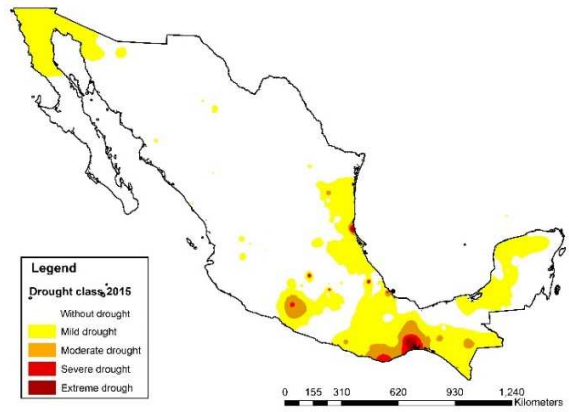 Legend
Drought class 2015
Without drought
Mild drought
Moderate drought
Severe drought
Extreme drough
0 155 310 620 930 1,240
Kilometers